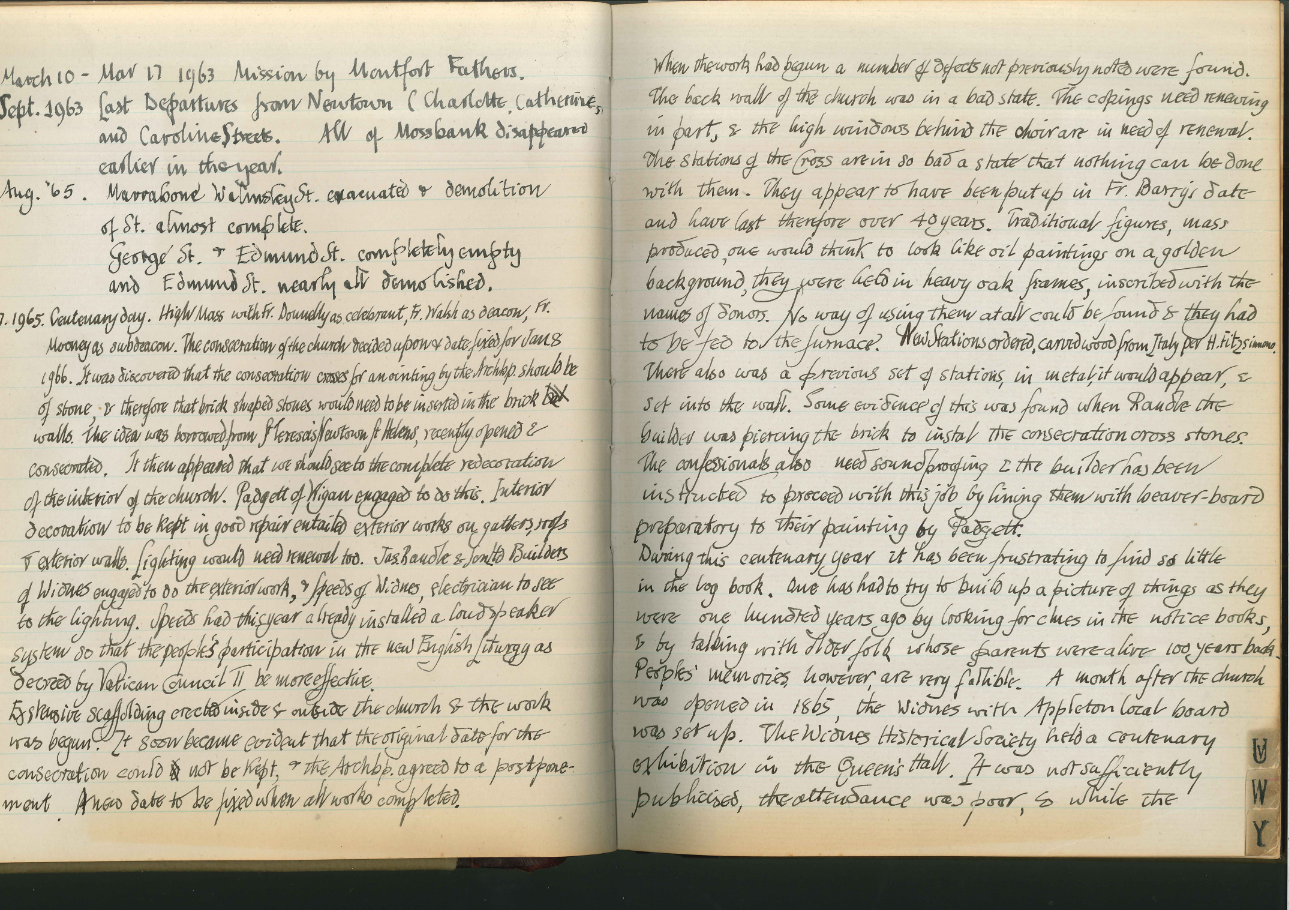 March 10 - Mar 17 1963 Mission by Montfort Fathers.
Sept. 1963 Last Departures from Newtown (Charlotte, Catherine,
and Caroline Streets. All of Mossbank disappeared
earlier in the year.
Aug. '65. Marrabone Walmsley St. evacuated & demolition
of St. almost complete.
George St. & Edmund St. completely empty
and Edmund St. nearly all demolished.
7. 1965. Centenary day. High Mass with Fr. Donnelly as celebrant, Fr. Walsh as deacon, Fr.
Mooney as subdeacon. The consecration of the church decided upon & date fixed for Jan 8
1966. It was discovered that the consecration crosses for anointing by the Archbp. should be
of stone, & therefore that brick shaped stones would need to be inserted in the brick
walls. The idea was borrowed from St Teresa's Newtown St Helens, recently opened &
consecrated. It then appeared that we should see to the complete redecoration
of the interior of the church. Padgett of Wigan engaged to do this. Interior
decoration to be kept in good repair entailed exterior works on gutters, roofs
& exterior walls. Lighting would need renewal too. Jas Randle & Son Ltd Builders
of Widnes engaged to do the exterior work, & Speeds of Widnes, electrician to see
to the lighting. Speeds had this year already installed a loud speaker
system so that the people's participation in the new English liturgy as
decreed by Vatican Council II be more effective.
Extensive scaffolding erected inside & outside the church & the work
was begun. It soon became evident that the original date for the
consecration could not be kept, & the Archbp. agreed to a postpone-
ment. A new date to be fixed when all works completed.
When the work had begun a number of defects not previously noted were found.
The back wall of the church was in a bad state. The copings need renewing
in part, & the high windows behind the choir are in need of renewal.
The stations of the Cross are in so bad a state that nothing can be done
with them. They appear to have been put up in Fr. Barry's date
and have last therefore over 40 years. Traditional figures, mass
produced, one would think to look like oil paintings on a golden
background, they were held in heavy oak frames, inscribed with the
names of donors. No way of using them at all could be found & they had
to be fed to the furnace. New Stations ordered, carved wood from Italy per H. Fitzsimons.
There also was a previous set of stations, in metal, it would appear, &
set into the wall. Some evidence of this was found when Randle the
builder was piercing the brick to instal the consecration cross stones.
The confessionals also need soundproofing & the builder has been
instructed to proceed with this job by lining them with beaver-board
preparatory to their painting by Padgett.
During this centenary year it has been frustrating to find so little
in the log book. One has had to try to build up a picture of things as they
were one hundred years ago by looking for clues in the notice books,
& by talking with older folk whose parents were alive 100 years back.
Peoples' memories, however, are very fallible. A month after the church
was opened in 1865, the Widnes with Appleton local board
was set up. The Widnes Historical Society held a centenary
exhibition in the Queen's Hall. It was not sufficiently
publicised, the attendance was poor, & while the
U
W
Y